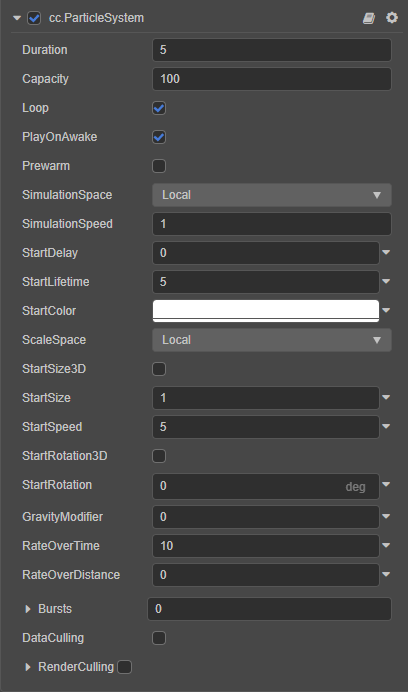 cc.ParticleSystem
Duration 5
Capacity 100
Loop
PlayOnAwake
Prewarm
SimulationSpace Local
SimulationSpeed 1
StartDelay 0
StartLifetime 5
StartColor
ScaleSpace Local
StartSize3D
StartSize 1
StartSpeed 5
StartRotation3D
StartRotation 0 deg
GravityModifier 0
RateOverTime 10
RateOverDistance 0
Bursts 0
DataCulling
RenderCulling